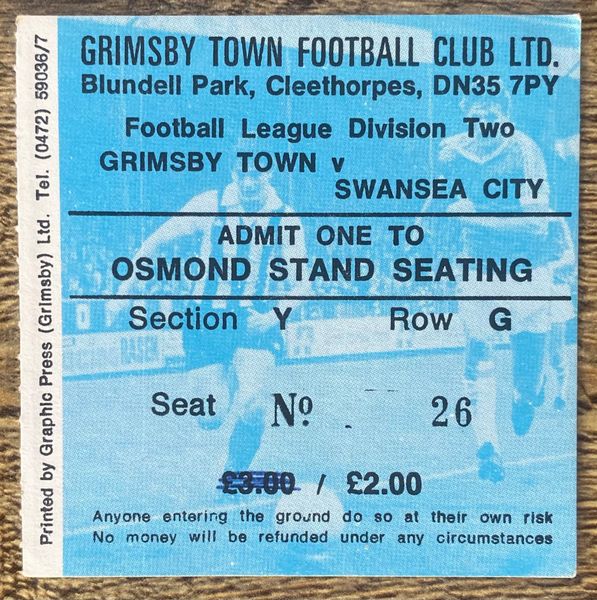 GRIMSBY TOWN FOOTBALL CLUB LTD.
Blundell Park, Cleethorpes, DN35 7PY
Football League Division Two
GRIMSBY TOWN v
SWANSEA CITY
ADMIT ONE TO
OSMOND STAND SEATING
Section Y Row G
Seat Nº. 26
£3.00 / £2.00
Anyone entering the ground do so at their own risk
No money will be refunded under any circumstances
Printed by Graphic Press (Grimsby) Ltd. Tel. (0472) 59036/7